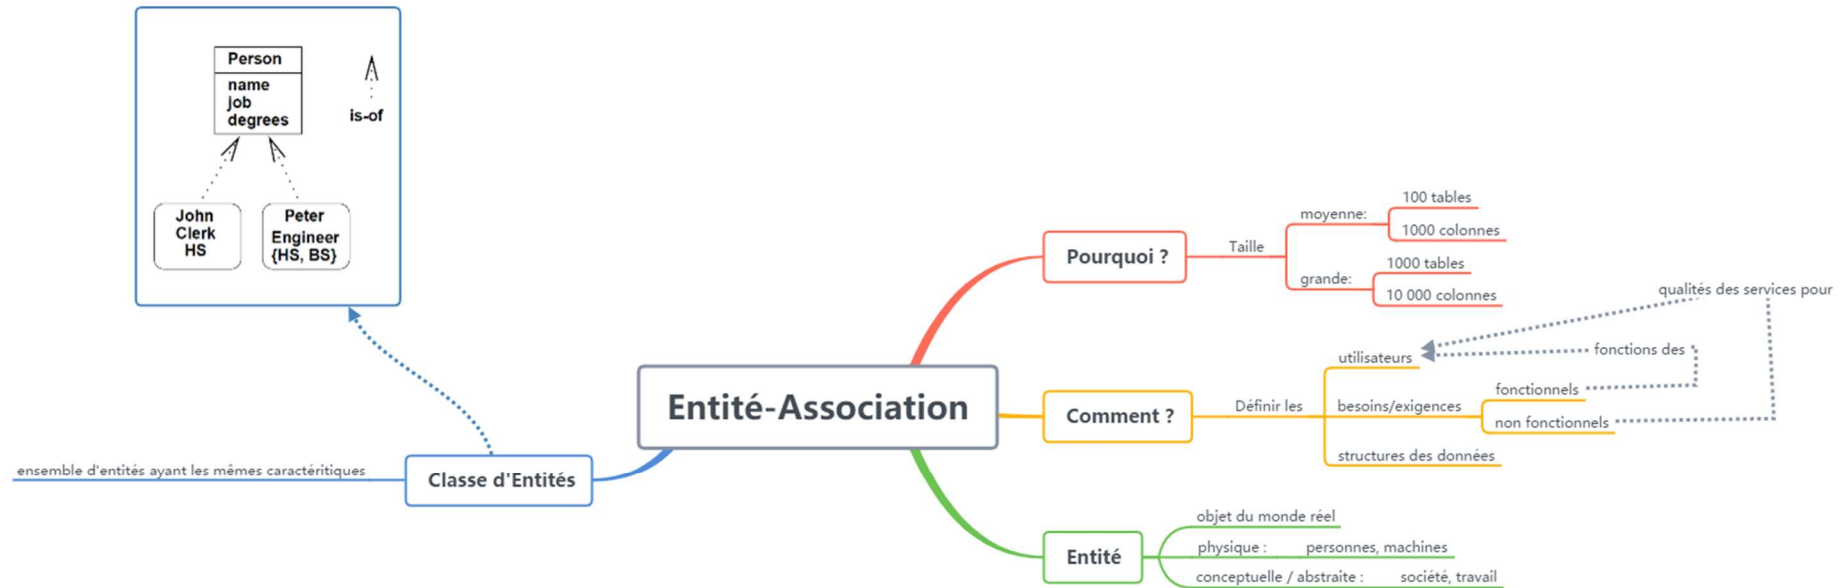 Person
name
job
degrees
is-of
John
Clerk
HS
Peter
Engineer
{HS, BS}
Entité-Association
Pourquoi ?
Taille
moyenne:
100 tables
1000 colonnes
grande:
1000 tables
10 000 colonnes
Comment ?
Définir les
utilisateurs
besoins/exigences
fonctionnels
non fonctionnels
structures des données
qualités des services pour
fonctions des
Entité
objet du monde réel
physique : personnes, machines
conceptuelle / abstraite : société, travail
Classe d'Entités
ensemble d'entités ayant les mêmes caractéritiques